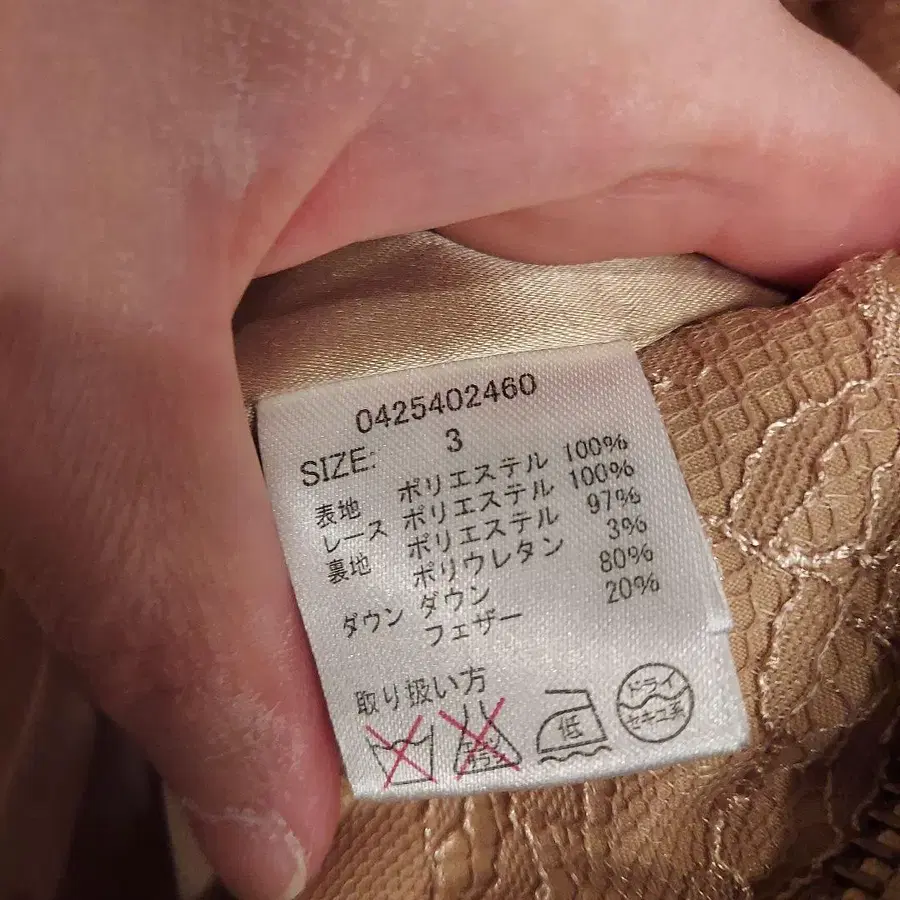 0425402460
SIZE: 3
表地 ポリエステル 100%
レース ポリエステル 100%
裏地 ポリエステル 97%
ポリウレタン 3%
ダウン ダウン 80%
フェザー 20%
取り扱い方
低
ドライ
セキユ系